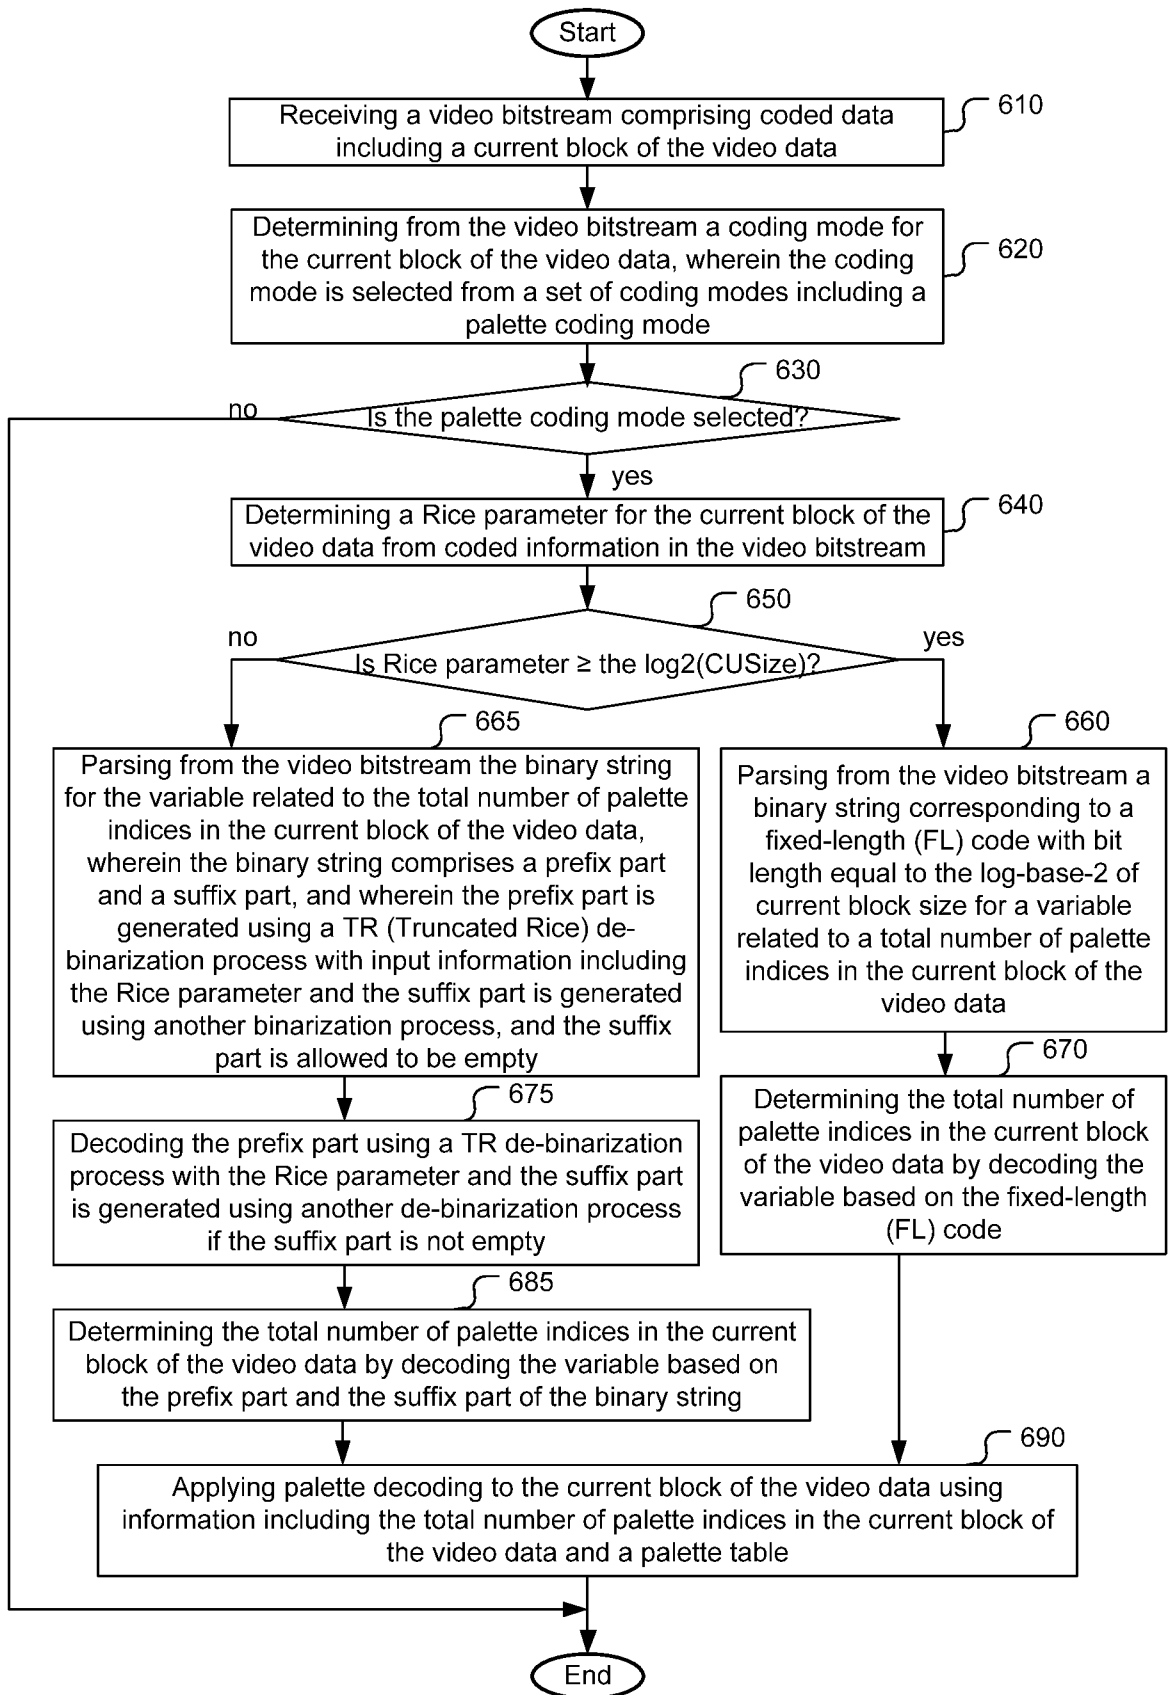 Start
610
Receiving a video bitstream comprising coded data
including a current block of the video data
620
Determining from the video bitstream a coding mode for
the current block of the video data, wherein the coding
mode is selected from a set of coding modes including a
palette coding mode
630
no
Is the palette coding mode selected?
yes
640
Determining a Rice parameter for the current block of the
video data from coded information in the video bitstream
650
no
yes
Is Rice parameter ≥ the log2(CUSize)?
665
Parsing from the video bitstream the binary string
for the variable related to the total number of palette
indices in the current block of the video data,
wherein the binary string comprises a prefix part
and a suffix part, and wherein the prefix part is
generated using a TR (Truncated Rice) de-
binarization process with input information including
the Rice parameter and the suffix part is generated
using another binarization process, and the suffix
part is allowed to be empty
660
Parsing from the video bitstream a
binary string corresponding to a
fixed-length (FL) code with bit
length equal to the log-base-2 of
current block size for a variable
related to a total number of palette
indices in the current block of the
video data
675
Decoding the prefix part using a TR de-binarization
process with the Rice parameter and the suffix part
is generated using another de-binarization process
if the suffix part is not empty
670
Determining the total number of
palette indices in the current block
of the video data by decoding the
variable based on the fixed-length
(FL) code
685
Determining the total number of palette indices in the current
block of the video data by decoding the variable based on
the prefix part and the suffix part of the binary string
690
Applying palette decoding to the current block of the video data using
information including the total number of palette indices in the current block of
the video data and a palette table
End